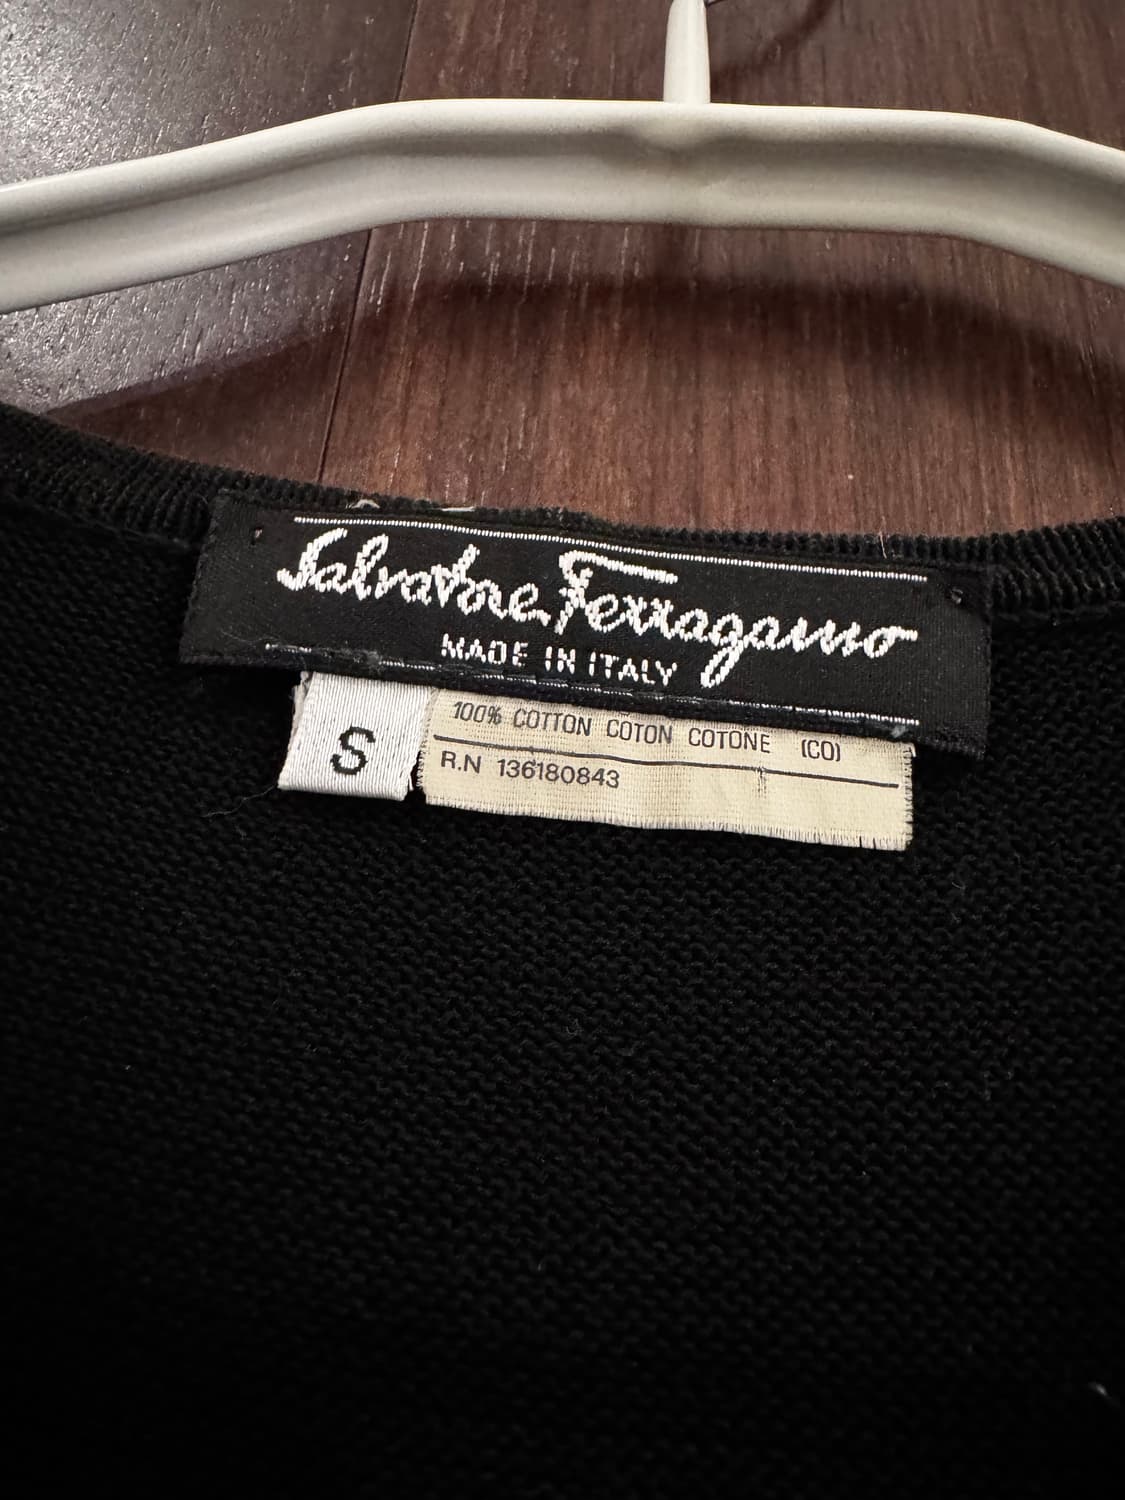 Salvatore Ferragamo
MADE IN ITALY
S
100% COTTON COTON COTONE (CO)
R.N 136180843